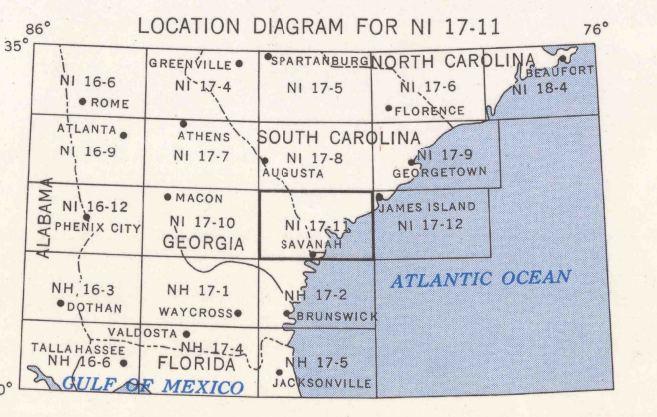 LOCATION DIAGRAM FOR NI 17-11
86° 76°
35°
GREENVILLE SPARTANBURG NORTH CAROLINA
BEAUFORT
NI 16-6 NI 17-4 NI 17-5 NI 17-6 NI 18-4
ROME FLORENCE
ATLANTA ATHENS SOUTH CAROLINA
NI 16-9 NI 17-7 NI 17-8 NI 17-9
AUGUSTA GEORGETOWN
ALABAMA
MACON JAMES ISLAND
NI 16-12 NI 17-10 NI 17-11 NI 17-12
PHENIX CITY
GEORGIA SAVANAH
ATLANTIC OCEAN
NH 16-3 NH 17-1 NH 17-2
DOTHAN WAYCROSS BRUNSWICK
VALDOSTA
TALLAHASSEE NH 17-4
NH 16-6 FLORIDA NH 17-5
GULF OF MEXICO JACKSONVILLE
0°